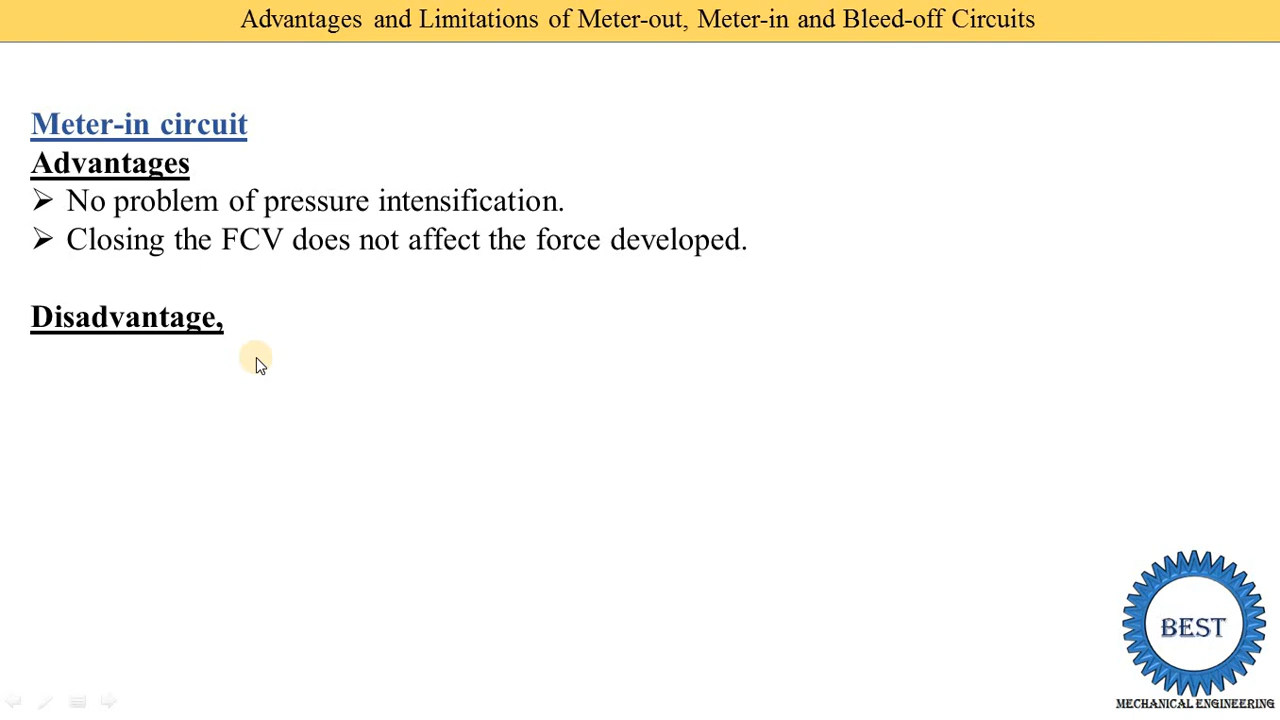 Advantages and Limitations of Meter-out, Meter-in and Bleed-off Circuits
Meter-in circuit
Advantages
➢ No problem of pressure intensification.
➢ Closing the FCV does not affect the force developed.
Disadvantage,
BEST
MECHANICAL ENGINEERING